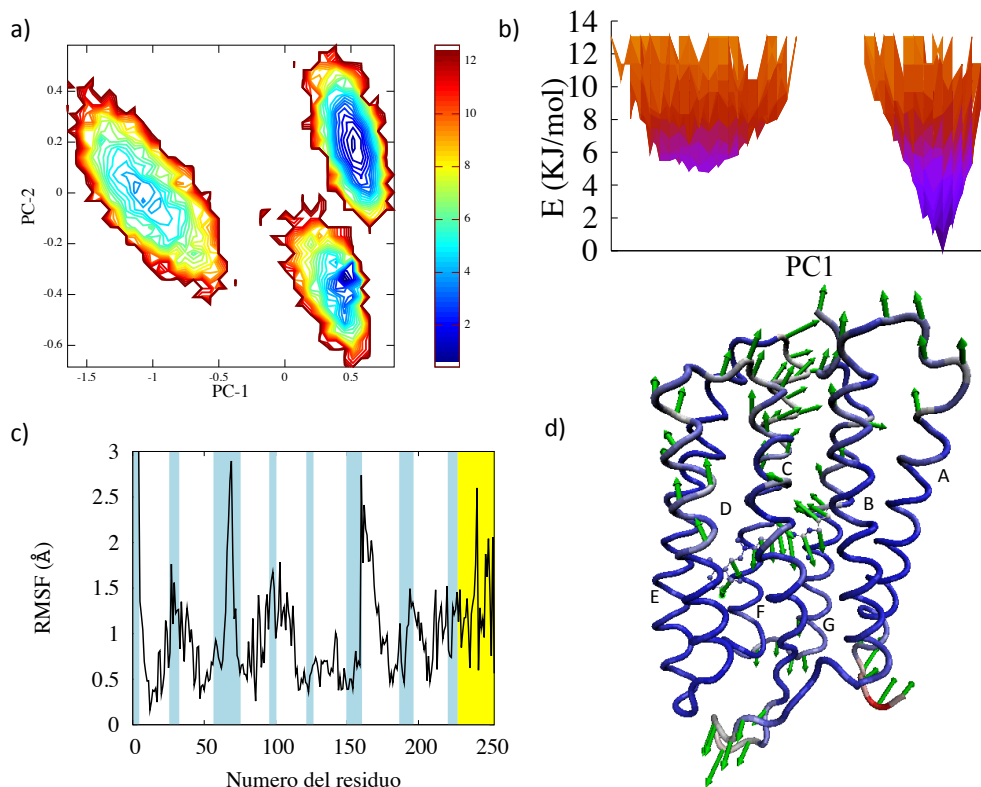 a)
0.4
0.2
0
-0.2
-0.4
-0.6
PC-2
-1.5 -1 -0.5 0 0.5
PC-1
12
10
8
6
4
2
b)
14
12
10
8
6
4
2
0
E (KJ/mol)
PC1
c)
3
2.5
2
1.5
1
0.5
0
RMSF (Å)
0 50 100 150 200 250
Numero del residuo
d)
A
C
B
D
E
F
G